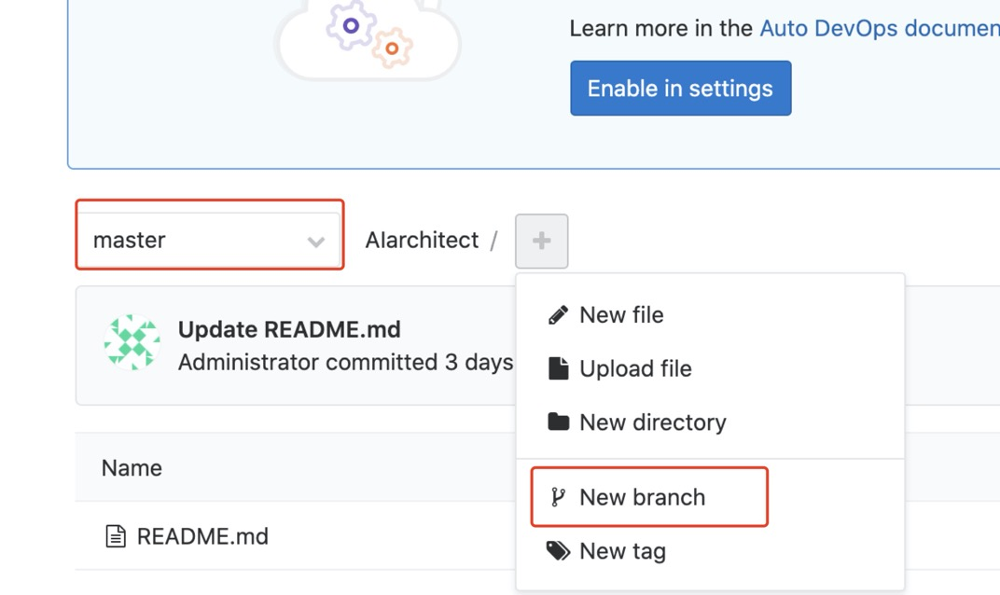 Learn more in the Auto DevOps documen
Enable in settings
master
AIarchitect /
New file
Update README.md
Administrator committed 3 days
Upload file
New directory
Name
New branch
README.md
New tag